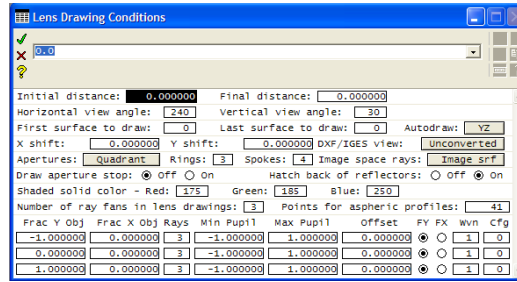 Lens Drawing Conditions
0.0
Initial distance: 0.000000 Final distance: 0.000000
Horizontal view angle: 240 Vertical view angle: 30
First surface to draw: 0 Last surface to draw: 0 Autodraw: YZ
X shift: 0.000000 Y shift: 0.000000 DXF/IGES view: Unconverted
Apertures: Quadrant Rings: 3 Spokes: 4 Image space rays: Image srf
Draw aperture stop: Off On Hatch back of reflectors: Off On
Shaded solid color - Red: 175 Green: 185 Blue: 250
Number of ray fans in lens drawings: 3 Points for aspheric profiles: 41
Frac Y Obj Frac X Obj Rays Min Pupil Max Pupil Offset FY FX Wvn Cfg
-1.000000 0.000000 3 -1.000000 1.000000 0.000000 1 0
0.000000 0.000000 3 -1.000000 1.000000 0.000000 1 0
1.000000 0.000000 3 -1.000000 1.000000 0.000000 1 0